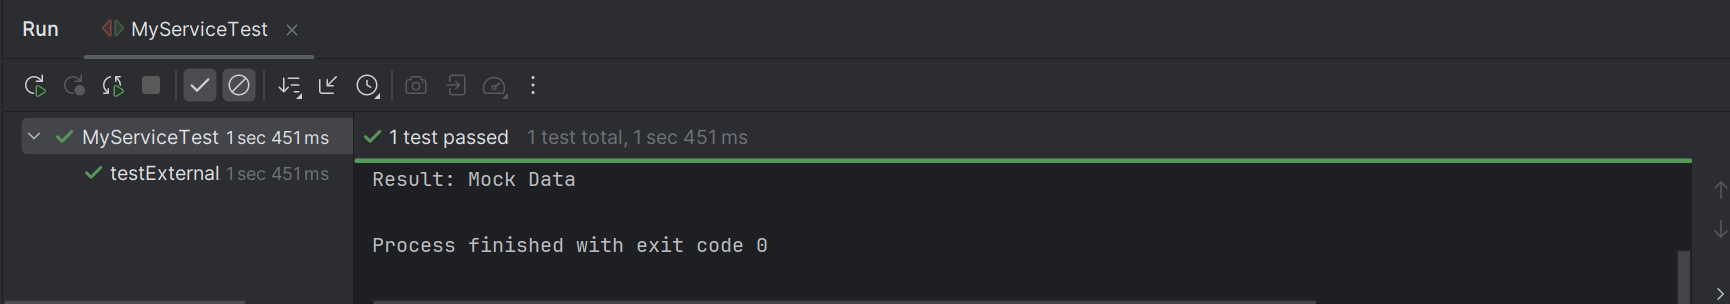 Run MyServiceTest
MyServiceTest 1 sec 451 ms
testExternal 1 sec 451 ms
1 test passed 1 test total, 1 sec 451 ms
Result: Mock Data
Process finished with exit code 0